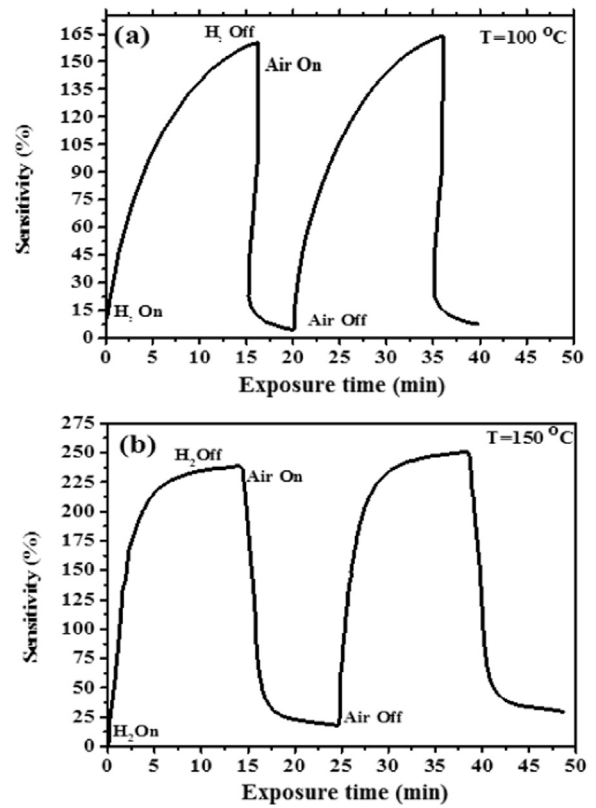 (a)
H₂ Off
Air On
T=100 °C
Sensitivity (%)
165
150
135
120
105
90
75
60
45
30
15
0
H₂ On
Air Off
0 5 10 15 20 25 30 35 40 45 50
Exposure time (min)
(b)
H₂Off
Air On
T=150 °C
Sensitivity (%)
275
250
225
200
175
150
125
100
75
50
25
0
H₂On
Air Off
0 5 10 15 20 25 30 35 40 45 50
Exposure time (min)